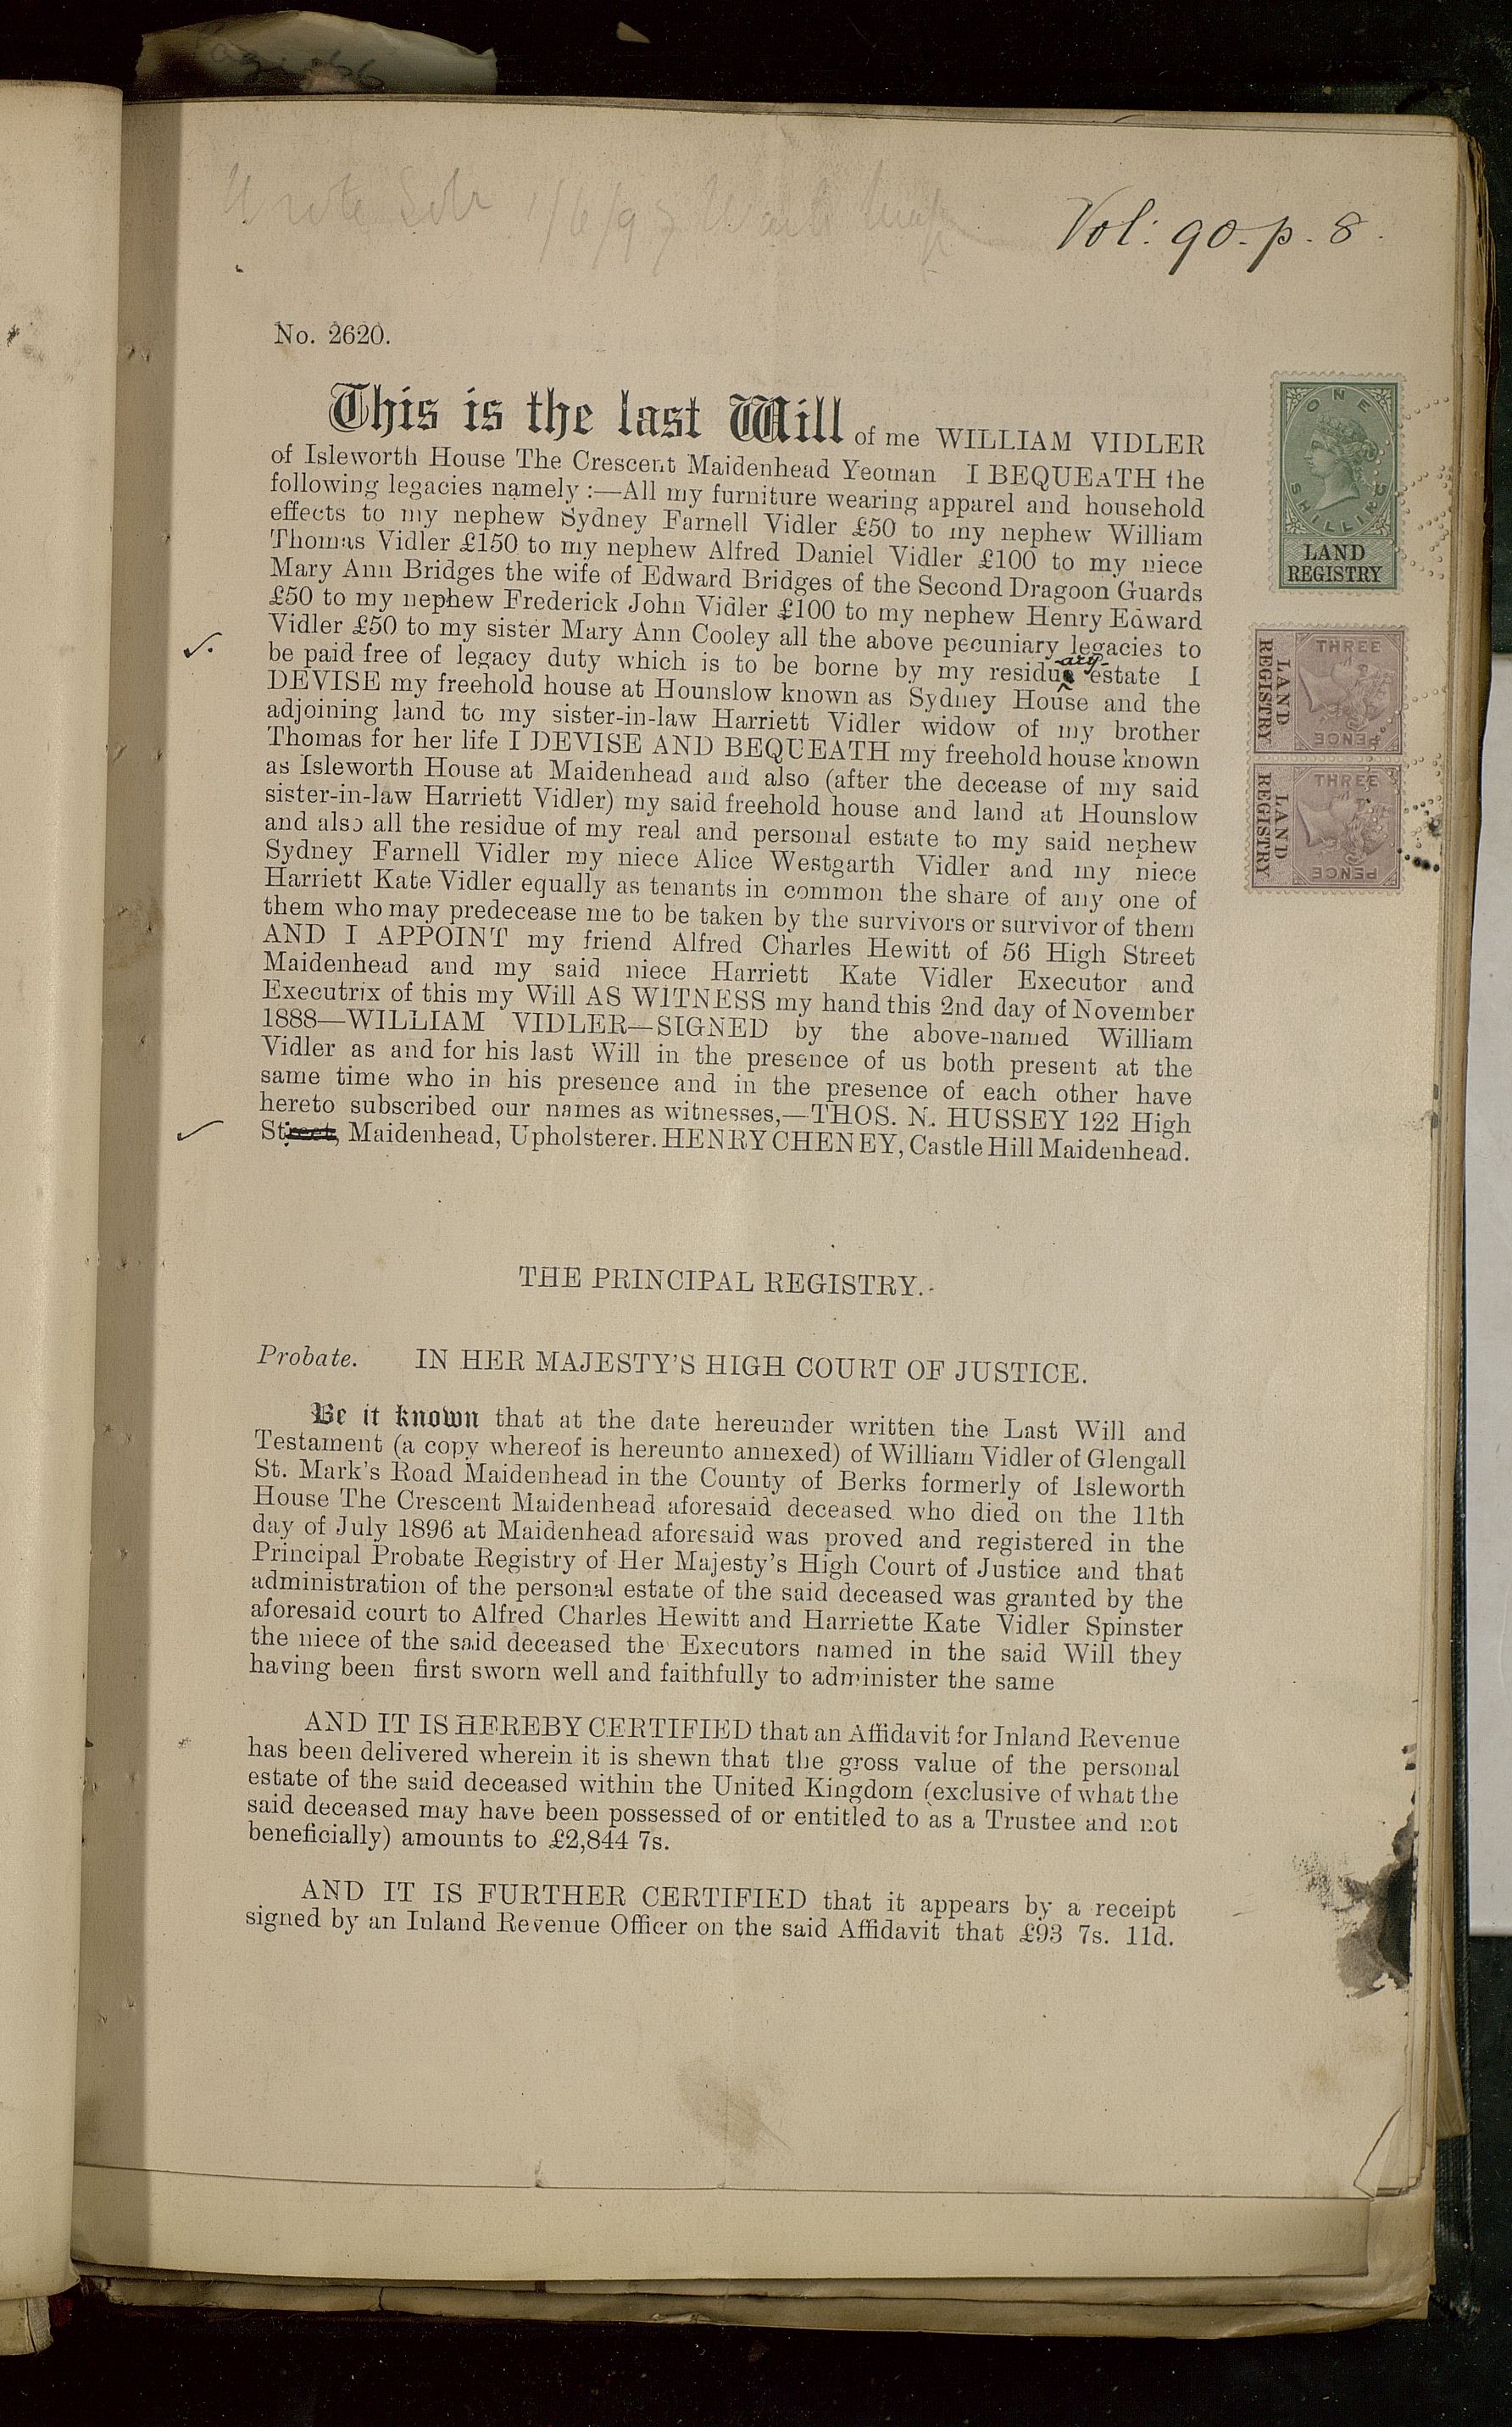 Vol: 90. p. 8.
No. 2620.
This is the last Will of me WILLIAM VIDLER
of Isleworth House The Crescent Maidenhead Yeoman I BEQUEATH the
following legacies namely :—All my furniture wearing apparel and household
effects to my nephew Sydney Farnell Vidler £50 to my nephew William
Thomas Vidler £150 to my nephew Alfred Daniel Vidler £100 to my niece
Mary Ann Bridges the wife of Edward Bridges of the Second Dragoon Guards
£50 to my nephew Frederick John Vidler £100 to my nephew Henry Edward
Vidler £50 to my sister Mary Ann Cooley all the above pecuniary legacies to
be paid free of legacy duty which is to be borne by my residuary estate I
DEVISE my freehold house at Hounslow known as Sydney House and the
adjoining land to my sister-in-law Harriett Vidler widow of my brother
Thomas for her life I DEVISE AND BEQUEATH my freehold house known
as Isleworth House at Maidenhead and also (after the decease of my said
sister-in-law Harriett Vidler) my said freehold house and land at Hounslow
and also all the residue of my real and personal estate to my said nephew
Sydney Farnell Vidler my niece Alice Westgarth Vidler and my niece
Harriett Kate Vidler equally as tenants in common the share of any one of
them who may predecease me to be taken by the survivors or survivor of them
AND I APPOINT my friend Alfred Charles Hewitt of 56 High Street
Maidenhead and my said niece Harriett Kate Vidler Executor and
Executrix of this my Will AS WITNESS my hand this 2nd day of November
1888—WILLIAM VIDLER—SIGNED by the above-named William
Vidler as and for his last Will in the presence of us both present at the
same time who in his presence and in the presence of each other have
hereto subscribed our names as witnesses,—THOS. N. HUSSEY 122 High
Street, Maidenhead, Upholsterer. HENRY CHENEY, Castle Hill Maidenhead.
ONE
SHILLING
LAND
REGISTRY
THREE
PENCE
LAND
REGISTRY
THREE
PENCE
LAND
REGISTRY
THE PRINCIPAL REGISTRY.
Probate. IN HER MAJESTY'S HIGH COURT OF JUSTICE.
Be it known that at the date hereunder written the Last Will and
Testament (a copy whereof is hereunto annexed) of William Vidler of Glengall
St. Mark's Road Maidenhead in the County of Berks formerly of Isleworth
House The Crescent Maidenhead aforesaid deceased who died on the 11th
day of July 1896 at Maidenhead aforesaid was proved and registered in the
Principal Probate Registry of Her Majesty's High Court of Justice and that
administration of the personal estate of the said deceased was granted by the
aforesaid court to Alfred Charles Hewitt and Harriette Kate Vidler Spinster
the niece of the said deceased the Executors named in the said Will they
having been first sworn well and faithfully to administer the same
AND IT IS HEREBY CERTIFIED that an Affidavit for Inland Revenue
has been delivered wherein it is shewn that the gross value of the personal
estate of the said deceased within the United Kingdom (exclusive of what the
said deceased may have been possessed of or entitled to as a Trustee and not
beneficially) amounts to £2,844 7s.
AND IT IS FURTHER CERTIFIED that it appears by a receipt
signed by an Inland Revenue Officer on the said Affidavit that £93 7s. 11d.